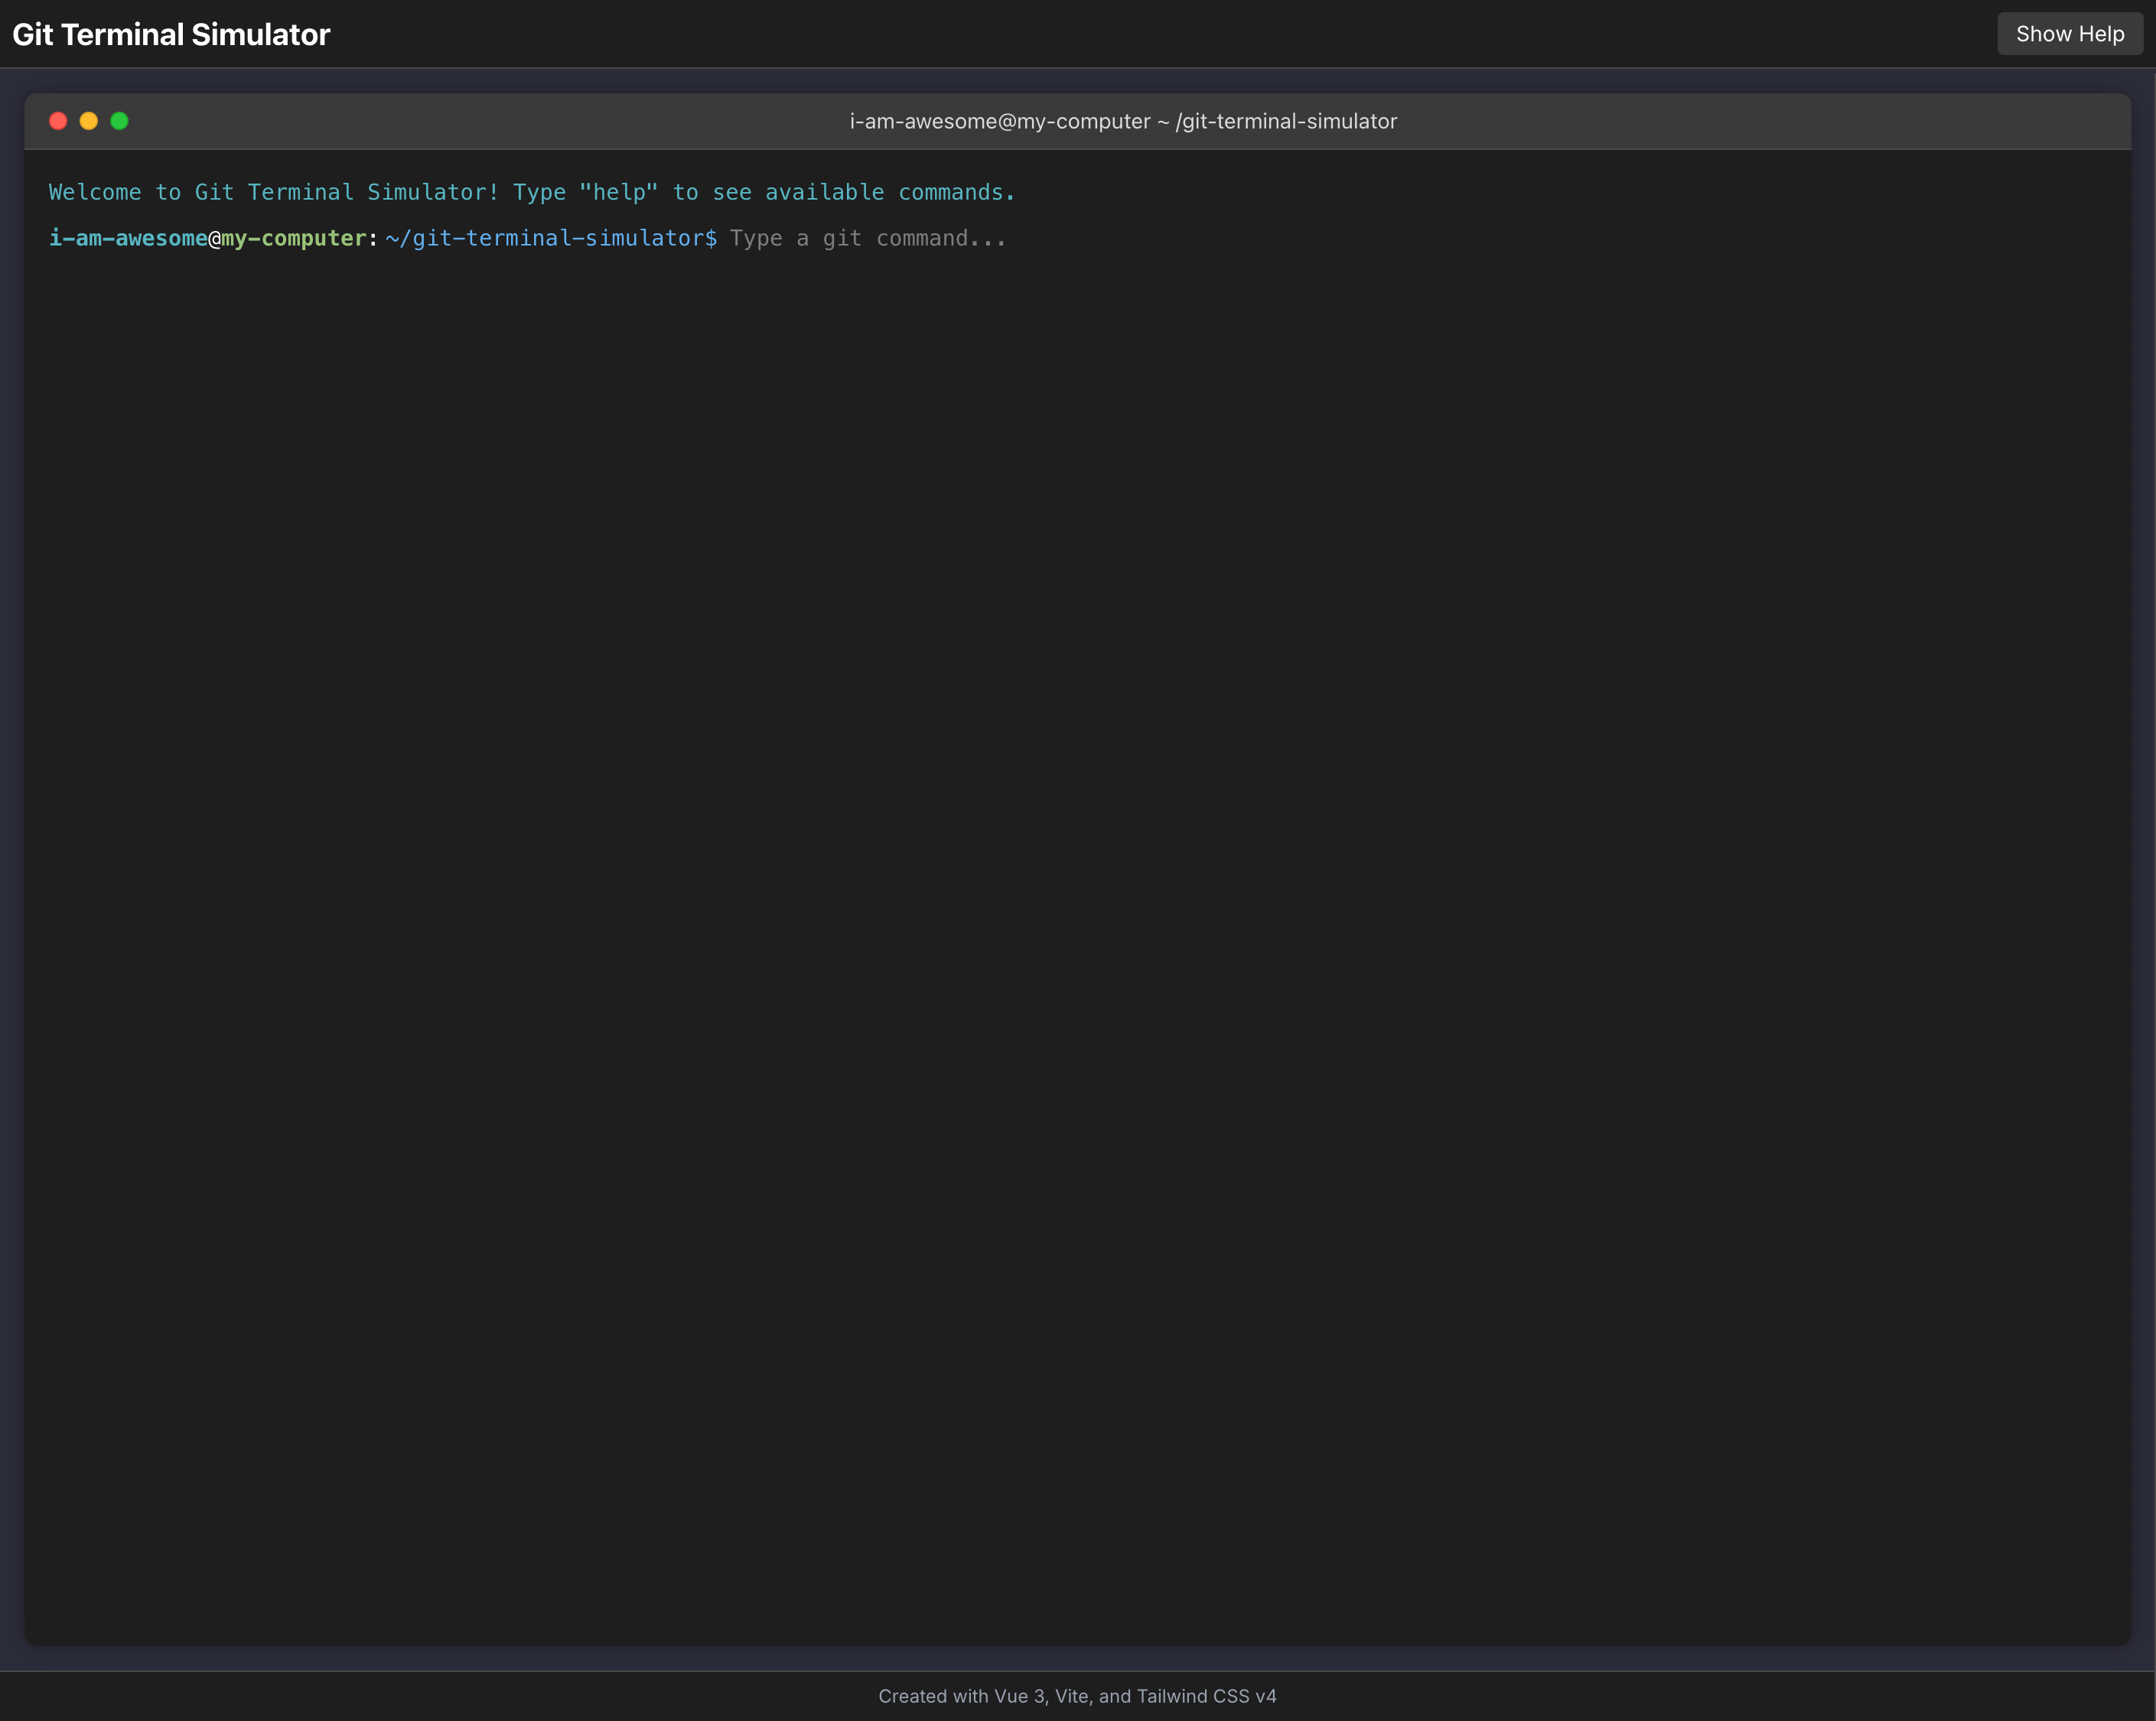 Git Terminal Simulator
Show Help
i-am-awesome@my-computer ~ /git-terminal-simulator
Welcome to Git Terminal Simulator! Type "help" to see available commands.
i-am-awesome@my-computer: ~/git-terminal-simulator$ Type a git command...
Created with Vue 3, Vite, and Tailwind CSS v4